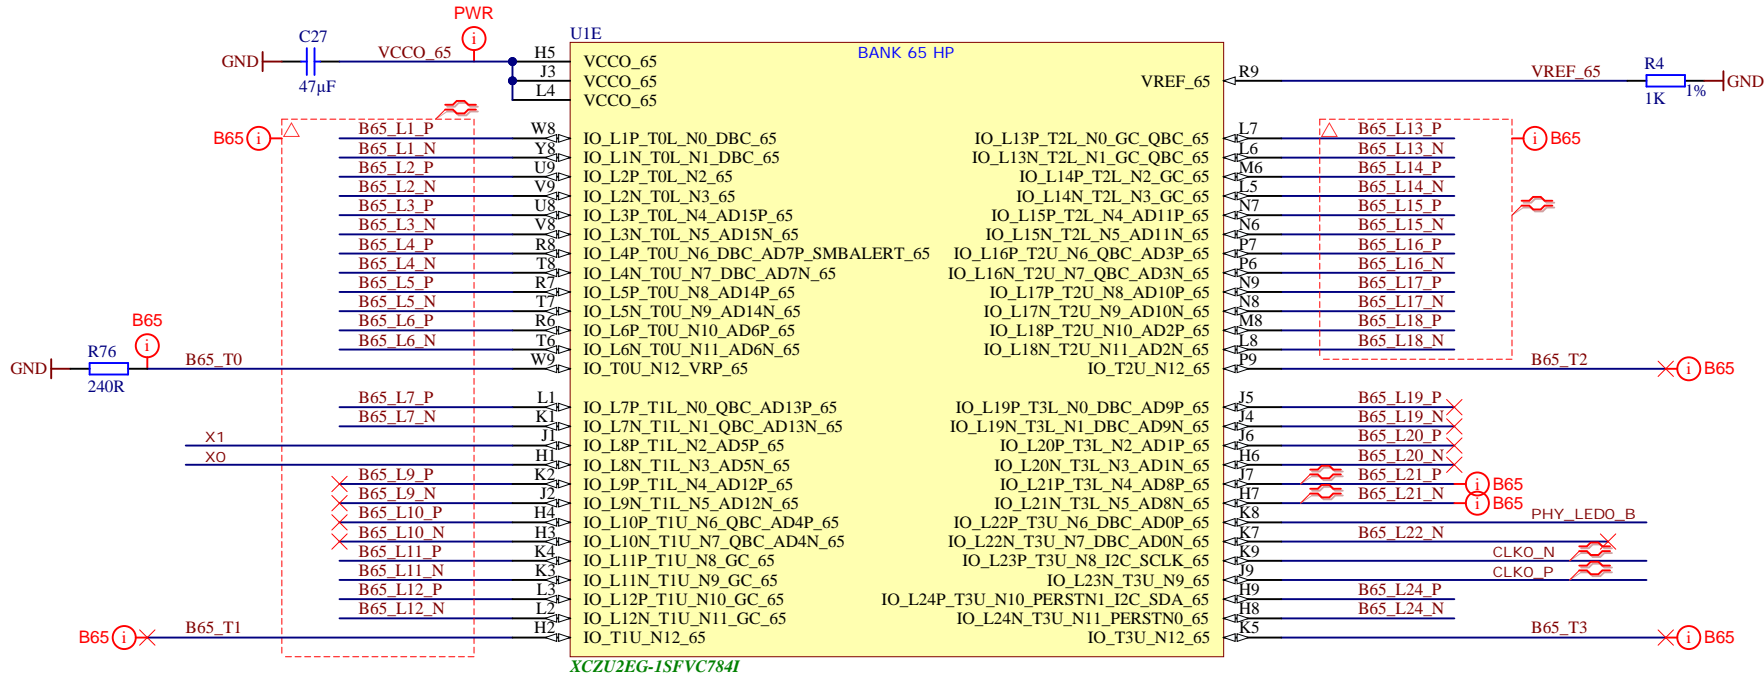 PWR
U1E
BANK 65 HP
C27
GND
47µF
VCCO_65
H5 VCCO_65
J3 VCCO_65
L4 VCCO_65
VREF_65 R9 VREF_65
R4
1K
1%
GND
B65
B65_L1_P W8 IO_L1P_T0L_N0_DBC_65
B65_L1_N Y8 IO_L1N_T0L_N1_DBC_65
B65_L2_P U9 IO_L2P_T0L_N2_65
B65_L2_N V9 IO_L2N_T0L_N3_65
B65_L3_P U8 IO_L3P_T0L_N4_AD15P_65
B65_L3_N V8 IO_L3N_T0L_N5_AD15N_65
B65_L4_P R8 IO_L4P_T0U_N6_DBC_AD7P_SMBALERT_65
B65_L4_N T8 IO_L4N_T0U_N7_DBC_AD7N_65
B65_L5_P R7 IO_L5P_T0U_N8_AD14P_65
B65_L5_N T7 IO_L5N_T0U_N9_AD14N_65
B65_L6_P R6 IO_L6P_T0U_N10_AD6P_65
B65_L6_N T6 IO_L6N_T0U_N11_AD6N_65
B65
R76
GND
240R
B65_T0 W9 IO_T0U_N12_VRP_65
B65_L7_P L1 IO_L7P_T1L_N0_QBC_AD13P_65
B65_L7_N K1 IO_L7N_T1L_N1_QBC_AD13N_65
X1 J1 IO_L8P_T1L_N2_AD5P_65
X0 H1 IO_L8N_T1L_N3_AD5N_65
B65_L9_P K2 IO_L9P_T1L_N4_AD12P_65
B65_L9_N J2 IO_L9N_T1L_N5_AD12N_65
B65_L10_P H4 IO_L10P_T1U_N6_QBC_AD4P_65
B65_L10_N H3 IO_L10N_T1U_N7_QBC_AD4N_65
B65_L11_P K4 IO_L11P_T1U_N8_GC_65
B65_L11_N K3 IO_L11N_T1U_N9_GC_65
B65_L12_P L3 IO_L12P_T1U_N10_GC_65
B65_L12_N L2 IO_L12N_T1U_N11_GC_65
B65 B65_T1 H2 IO_T1U_N12_65
IO_L13P_T2L_N0_GC_QBC_65 L7 B65_L13_P B65
IO_L13N_T2L_N1_GC_QBC_65 L6 B65_L13_N
IO_L14P_T2L_N2_GC_65 M6 B65_L14_P
IO_L14N_T2L_N3_GC_65 L5 B65_L14_N
IO_L15P_T2L_N4_AD11P_65 N7 B65_L15_P
IO_L15N_T2L_N5_AD11N_65 N6 B65_L15_N
IO_L16P_T2U_N6_QBC_AD3P_65 P7 B65_L16_P
IO_L16N_T2U_N7_QBC_AD3N_65 P6 B65_L16_N
IO_L17P_T2U_N8_AD10P_65 N9 B65_L17_P
IO_L17N_T2U_N9_AD10N_65 N8 B65_L17_N
IO_L18P_T2U_N10_AD2P_65 M8 B65_L18_P
IO_L18N_T2U_N11_AD2N_65 L8 B65_L18_N
IO_T2U_N12_65 P9 B65_T2 B65
IO_L19P_T3L_N0_DBC_AD9P_65 J5 B65_L19_P
IO_L19N_T3L_N1_DBC_AD9N_65 J4 B65_L19_N
IO_L20P_T3L_N2_AD1P_65 J6 B65_L20_P
IO_L20N_T3L_N3_AD1N_65 H6 B65_L20_N
IO_L21P_T3L_N4_AD8P_65 J7 B65_L21_P B65
IO_L21N_T3L_N5_AD8N_65 H7 B65_L21_N B65
IO_L22P_T3U_N6_DBC_AD0P_65 K8 PHY_LED0_B
IO_L22N_T3U_N7_DBC_AD0N_65 K7 B65_L22_N
IO_L23P_T3U_N8_I2C_SCLK_65 K9 CLK0_N
IO_L23N_T3U_N9_65 J9 CLK0_P
IO_L24P_T3U_N10_PERSTN1_I2C_SDA_65 H9 B65_L24_P
IO_L24N_T3U_N11_PERSTN0_65 H8 B65_L24_N
IO_T3U_N12_65 K5 B65_T3 B65
XCZU2EG-1SFVC784I